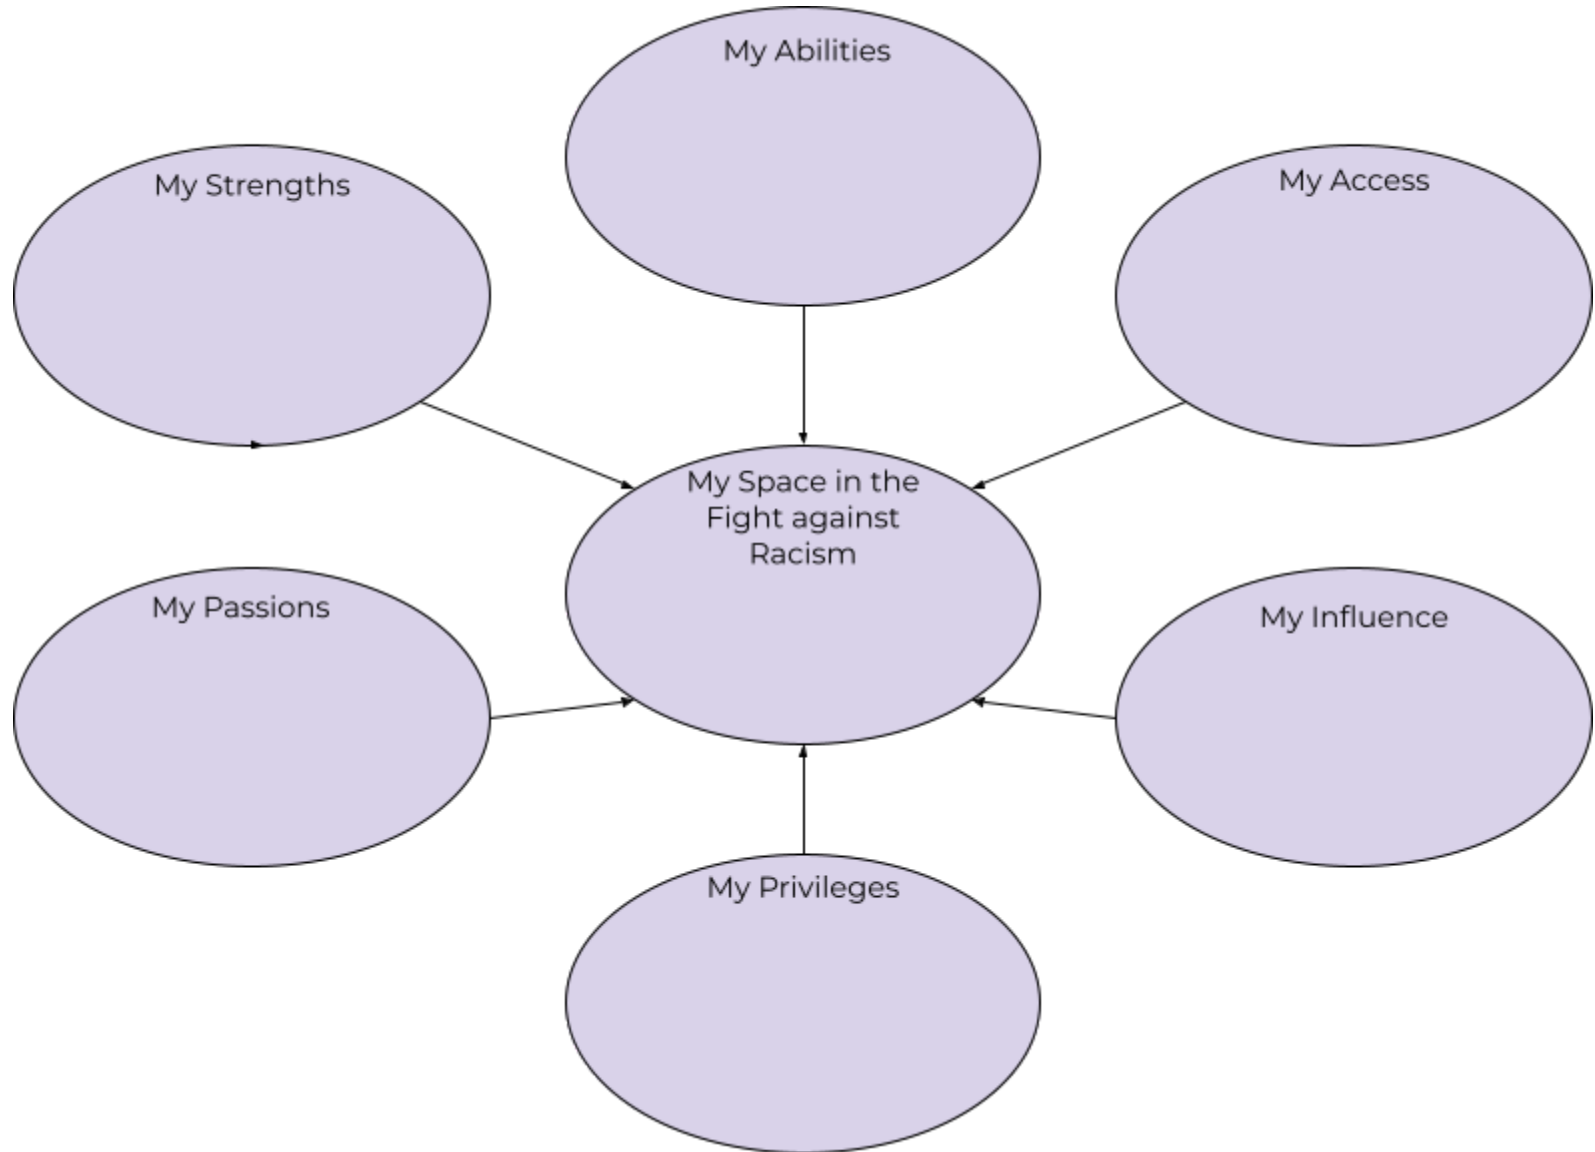 My Abilities
My Strengths
My Access
My Space in the
Fight against
Racism
My Passions
My Influence
My Privileges